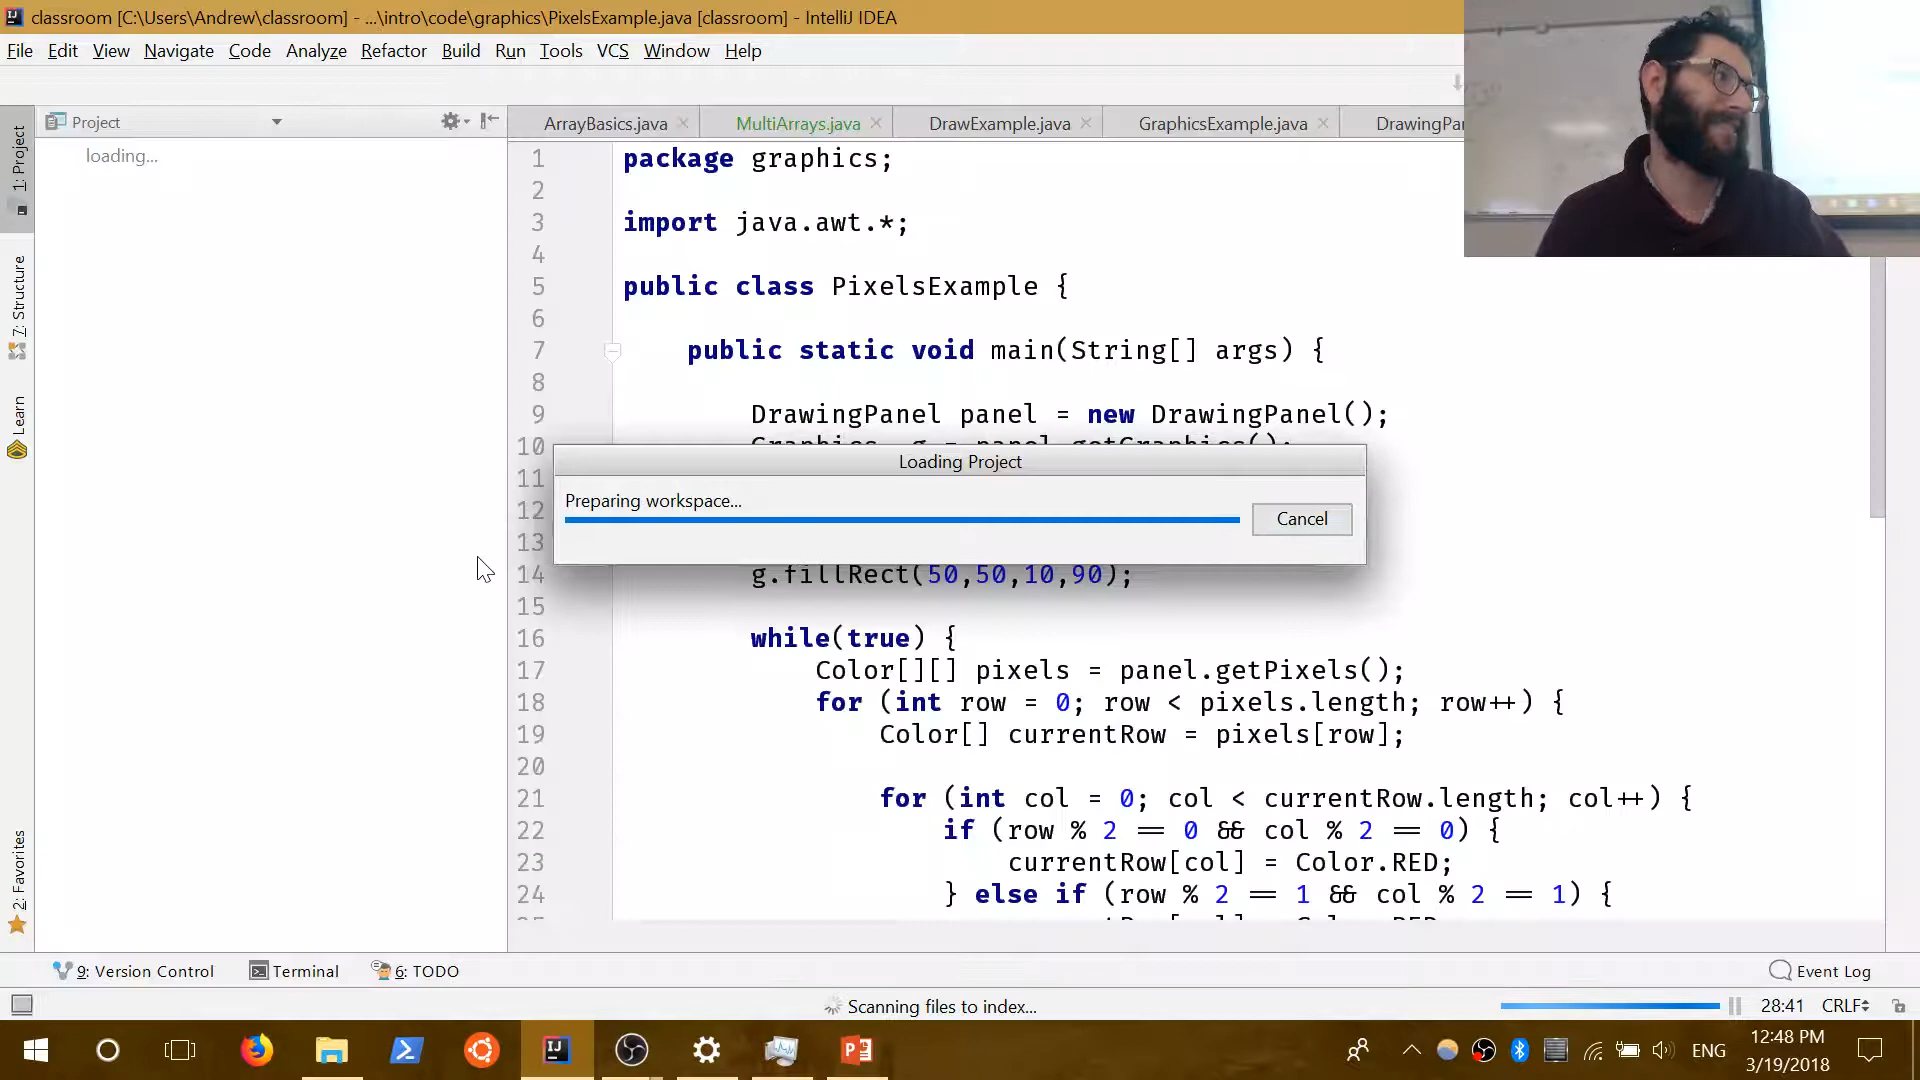 classroom [C:\Users\Andrew\classroom] - ...\intro\code\graphics\PixelsExample.java [classroom] - IntelliJ IDEA
File Edit View Navigate Code Analyze Refactor Build Run Tools VCS Window Help
Project
loading...
1: Project
7: Structure
Learn
2: Favorites
ArrayBasics.java
MultiArrays.java
DrawExample.java
GraphicsExample.java
DrawingPa
1 package graphics;
2
3 import java.awt.*;
4
5 public class PixelsExample {
6
7 public static void main(String[] args) {
8
9 DrawingPanel panel = new DrawingPanel();
10 Graphics g = panel.getGraphics();
11
12
13
Loading Project
Preparing workspace...
Cancel
14 g.fillRect(50,50,10,90);
15
16 while(true) {
17 Color[][] pixels = panel.getPixels();
18 for (int row = 0; row < pixels.length; row++) {
19 Color[] currentRow = pixels[row];
20
21 for (int col = 0; col < currentRow.length; col++) {
22 if (row % 2 == 0 && col % 2 == 0) {
23 currentRow[col] = Color.RED;
24 } else if (row % 2 == 1 && col % 2 == 1) {
9: Version Control
Terminal
6: TODO
Event Log
Scanning files to index...
28:41 CRLF
ENG
12:48 PM
3/19/2018